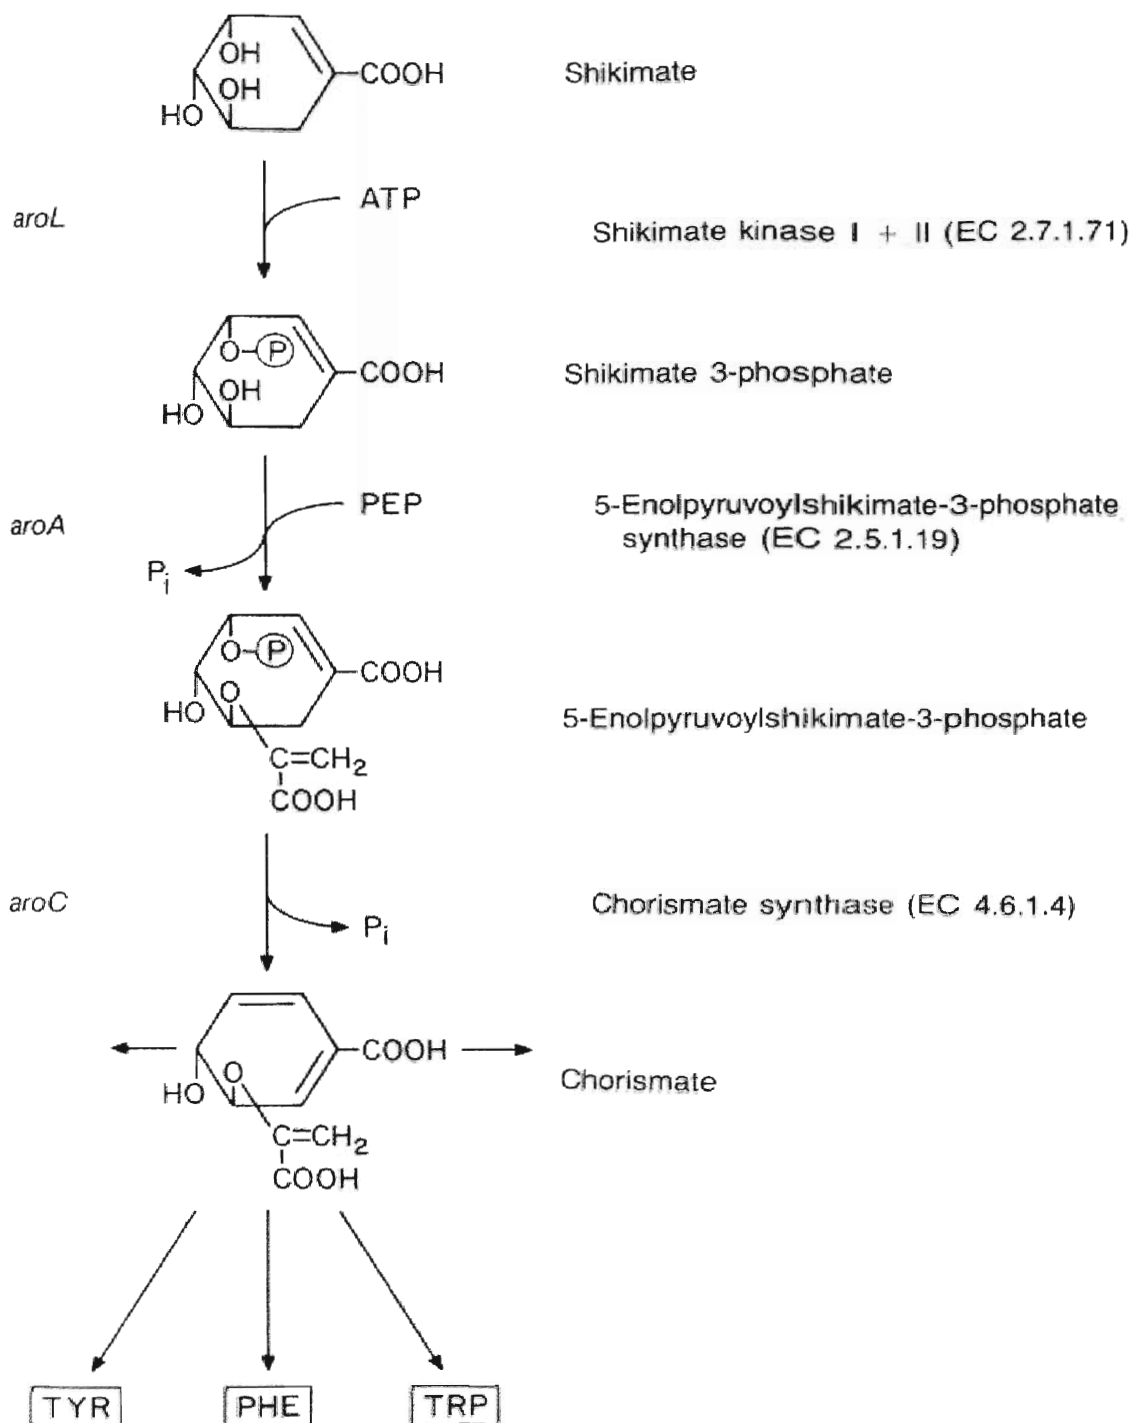 OH
OH
HO
COOH
Shikimate
aroL
ATP
Shikimate kinase I + II (EC 2.7.1.71)
O–P
OH
HO
COOH
Shikimate 3-phosphate
aroA
PEP
Pi
5-Enolpyruvoylshikimate-3-phosphate
synthase (EC 2.5.1.19)
O–P
O
HO
COOH
C=CH2
COOH
5-Enolpyruvoylshikimate-3-phosphate
aroC
Pi
Chorismate synthase (EC 4.6.1.4)
COOH
O
HO
C=CH2
COOH
Chorismate
TYR
PHE
TRP